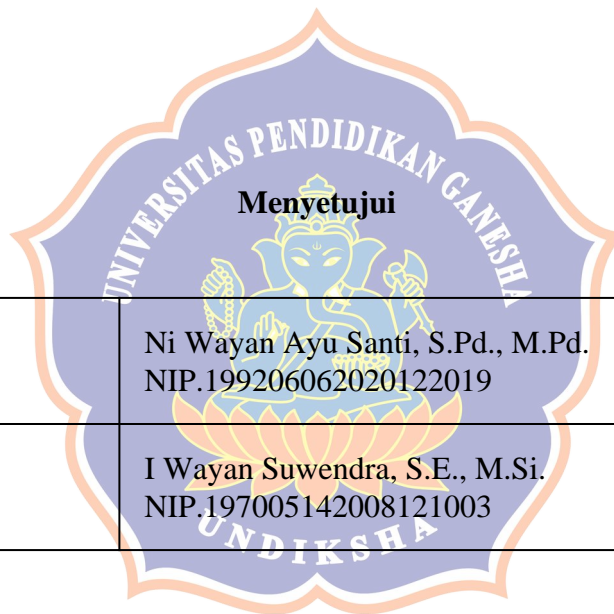 UNIVERSITAS PENDIDIKAN GANESHA
Menyetujui
Ni Wayan Ayu Santi, S.Pd., M.Pd.
NIP.199206062020122019
I Wayan Suwendra, S.E., M.Si.
NIP.197005142008121003
UNDIKSHA